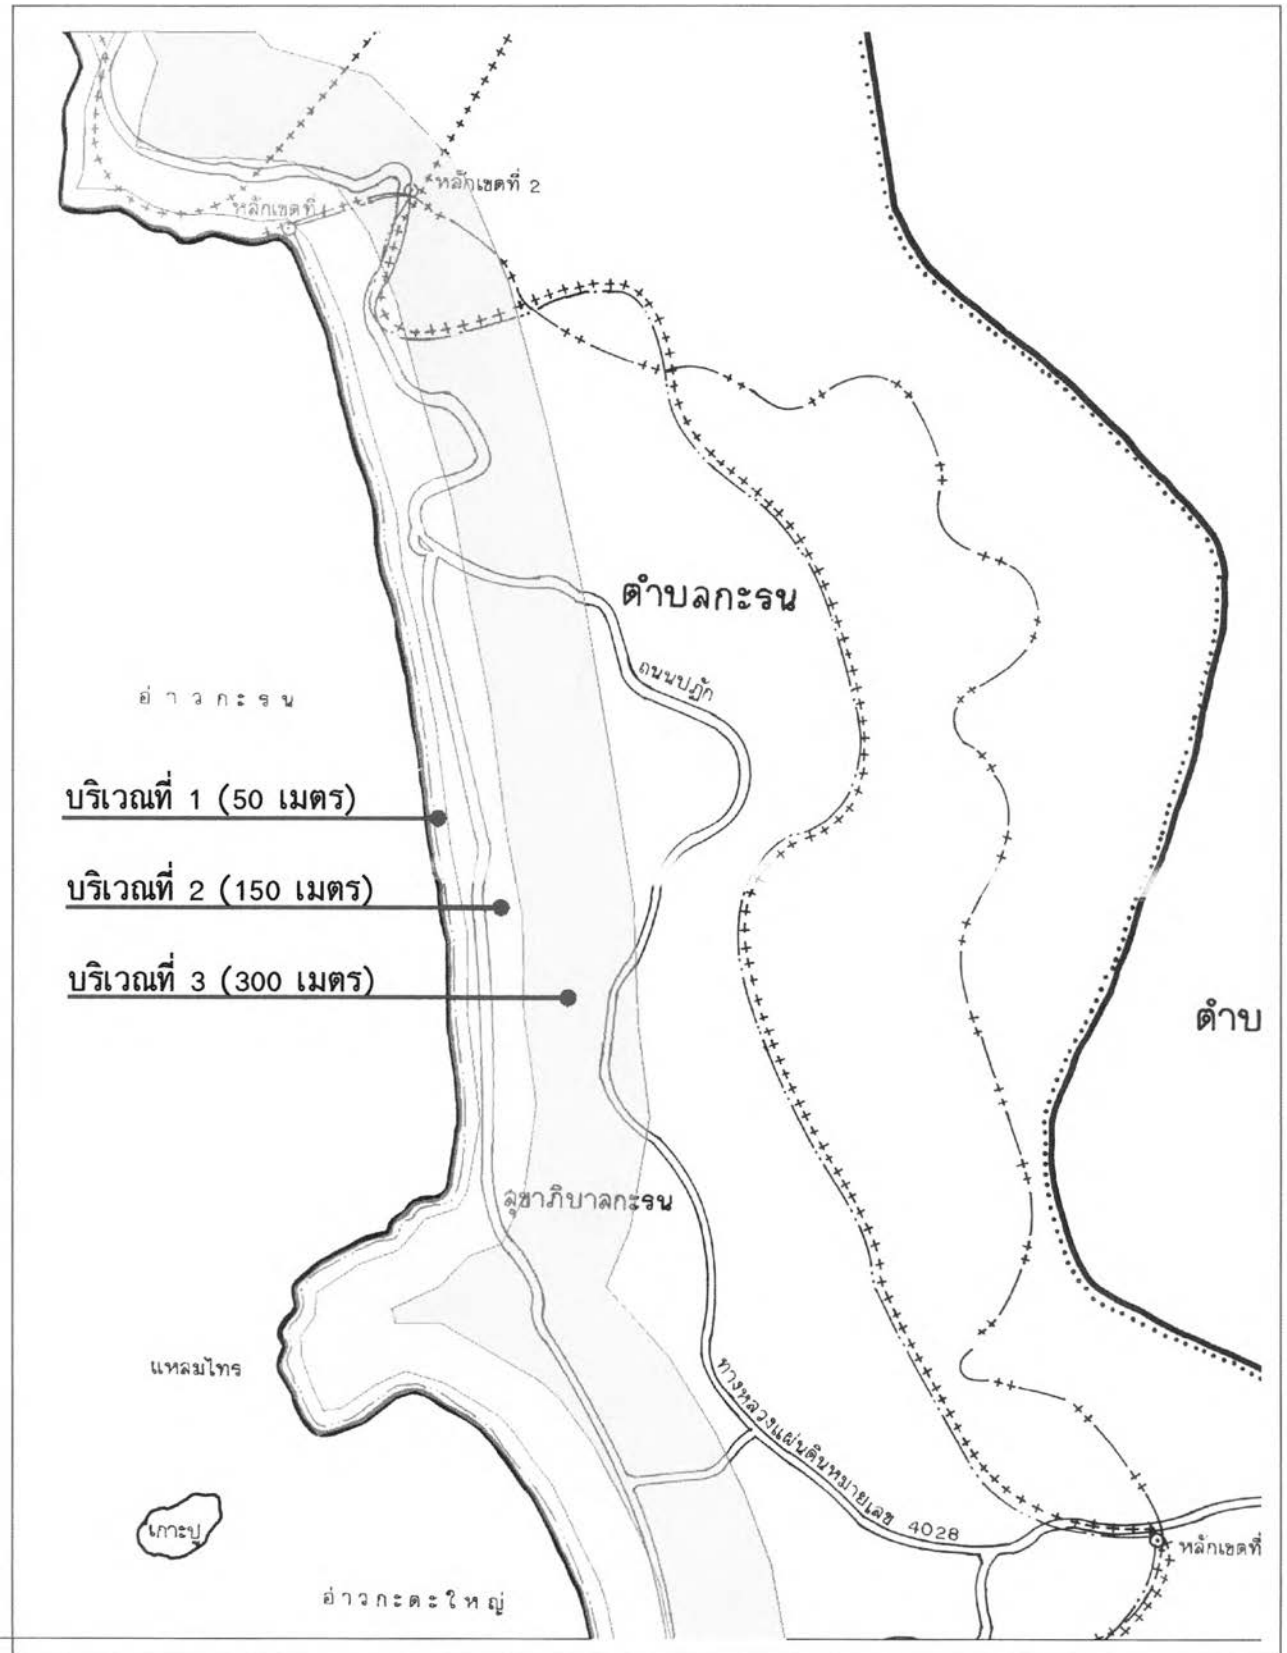 หลักเขตที่ 2
หลักเขตที่ 1
ตำบลกะรน
ถนนปฏัก
อ่าวกะรน
บริเวณที่ 1 (50 เมตร)
บริเวณที่ 2 (150 เมตร)
บริเวณที่ 3 (300 เมตร)
ตำบ
สุขาภิบาลกะรน
แหลมไทร
ทางหลวงแผ่นดินหมายเลข 4028
เกาะปู
หลักเขตที่
อ่าวกะตะใหญ่